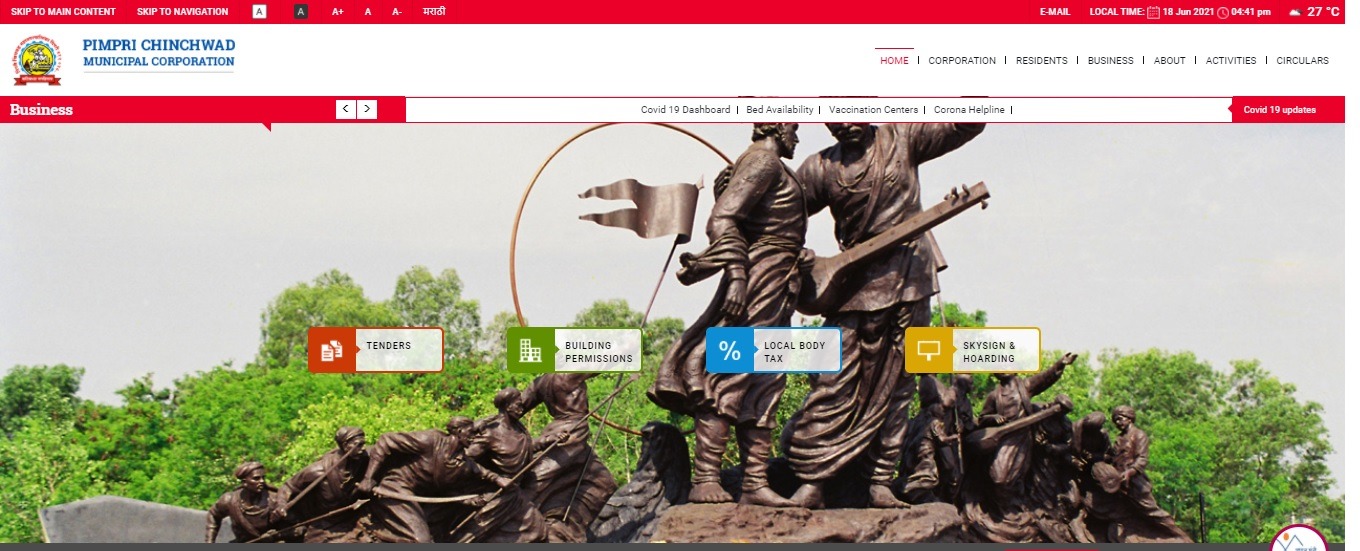 SKIP TO MAIN CONTENT SKIP TO NAVIGATION A A A+ A A- मराठी E-MAIL LOCAL TIME: 18 Jun 2021 04:41 pm 27 °C
PIMPRI CHINCHWAD
MUNICIPAL CORPORATION
HOME CORPORATION RESIDENTS BUSINESS ABOUT ACTIVITIES CIRCULARS
Business < > Covid 19 Dashboard Bed Availability Vaccination Centers Corona Helpline Covid 19 updates
TENDERS
BUILDING
PERMISSIONS
%
LOCAL BODY
TAX
SKYSIGN &
HOARDING